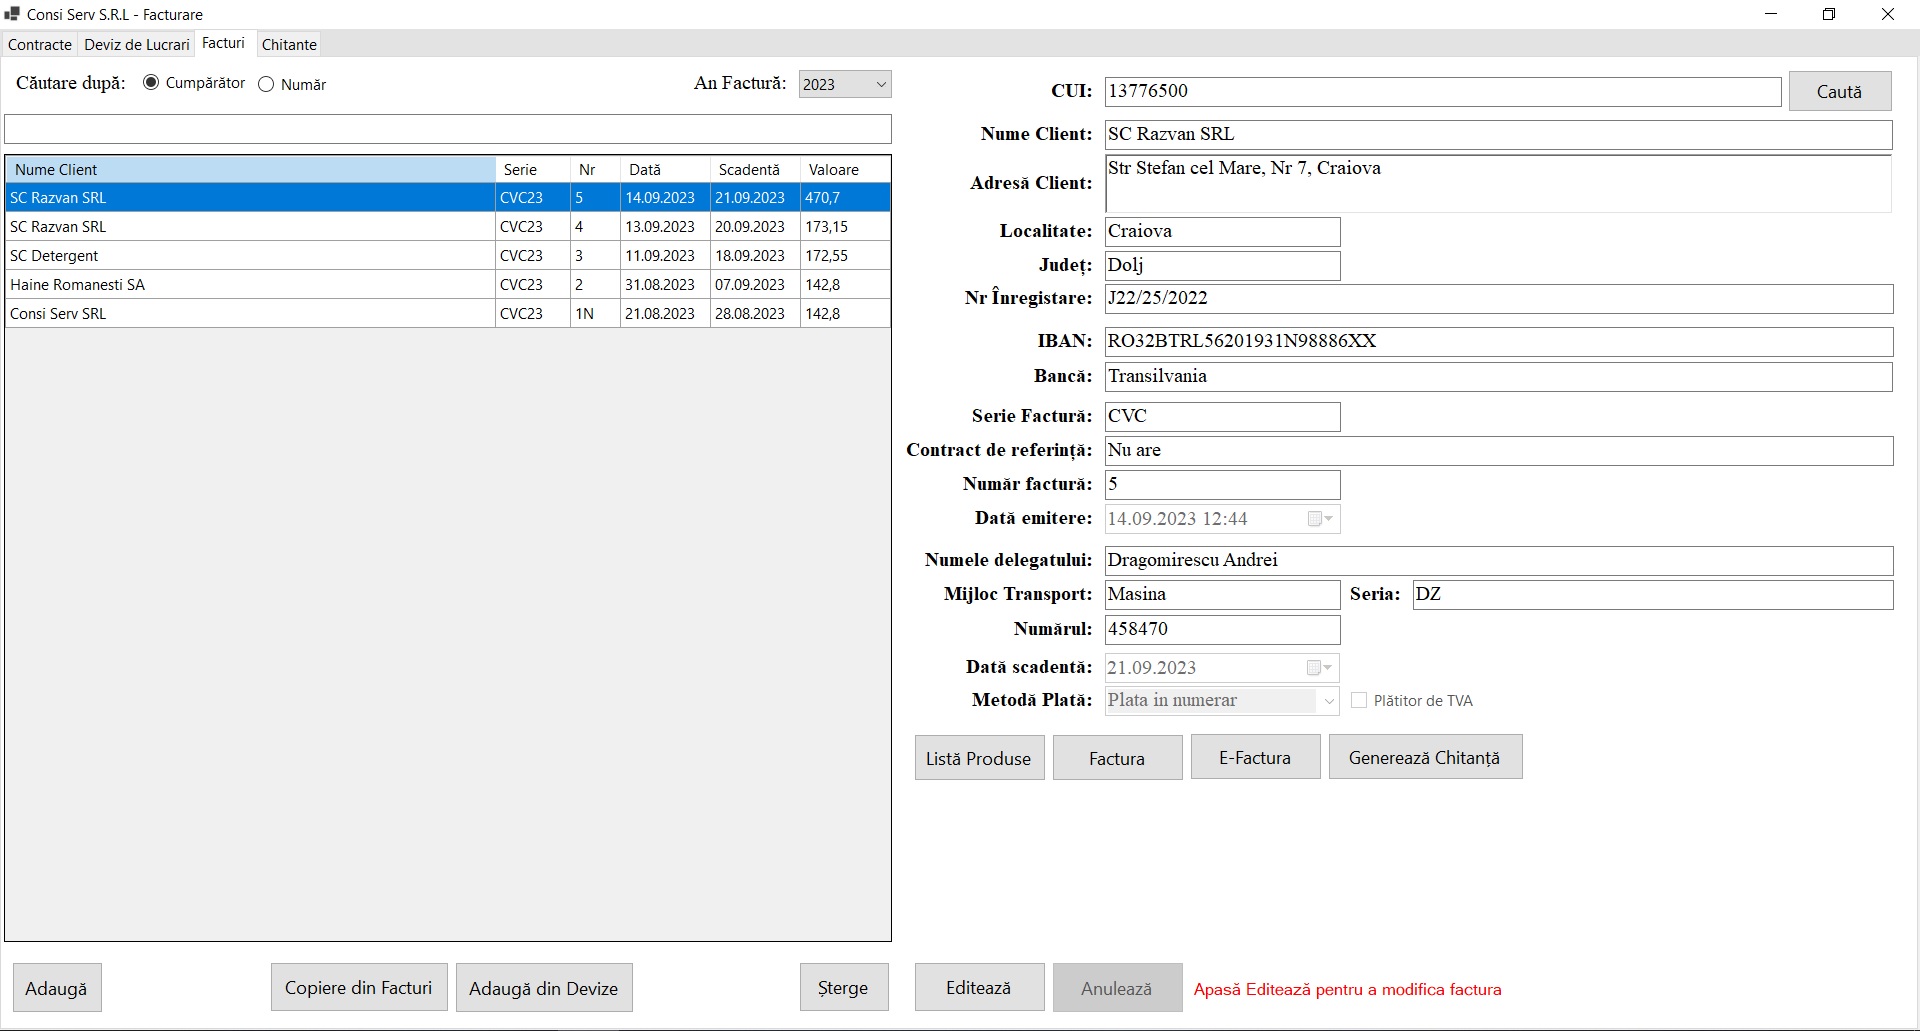 Consi Serv S.R.L - Facturare
Contracte Deviz de Lucrari Facturi Chitante
Căutare după: Cumpărător Număr An Factură: 2023
Nume Client Serie Nr Dată Scadentă Valoare
SC Razvan SRL CVC23 5 14.09.2023 21.09.2023 470,7
SC Razvan SRL CVC23 4 13.09.2023 20.09.2023 173,15
SC Detergent CVC23 3 11.09.2023 18.09.2023 172,55
Haine Romanesti SA CVC23 2 31.08.2023 07.09.2023 142,8
Consi Serv SRL CVC23 1N 21.08.2023 28.08.2023 142,8
Adaugă Copiere din Facturi Adaugă din Devize Șterge
CUI: 13776500 Caută
Nume Client: SC Razvan SRL
Adresă Client: Str Stefan cel Mare, Nr 7, Craiova
Localitate: Craiova
Județ: Dolj
Nr Înregistare: J22/25/2022
IBAN: RO32BTRL56201931N98886XX
Bancă: Transilvania
Serie Factură: CVC
Contract de referință: Nu are
Număr factură: 5
Dată emitere: 14.09.2023 12:44
Numele delegatului: Dragomirescu Andrei
Mijloc Transport: Masina Seria: DZ
Numărul: 458470
Dată scadentă: 21.09.2023
Metodă Plată: Plata in numerar Plătitor de TVA
Listă Produse Factura E-Factura Generează Chitanță
Editează Anulează Apasă Editează pentru a modifica factura